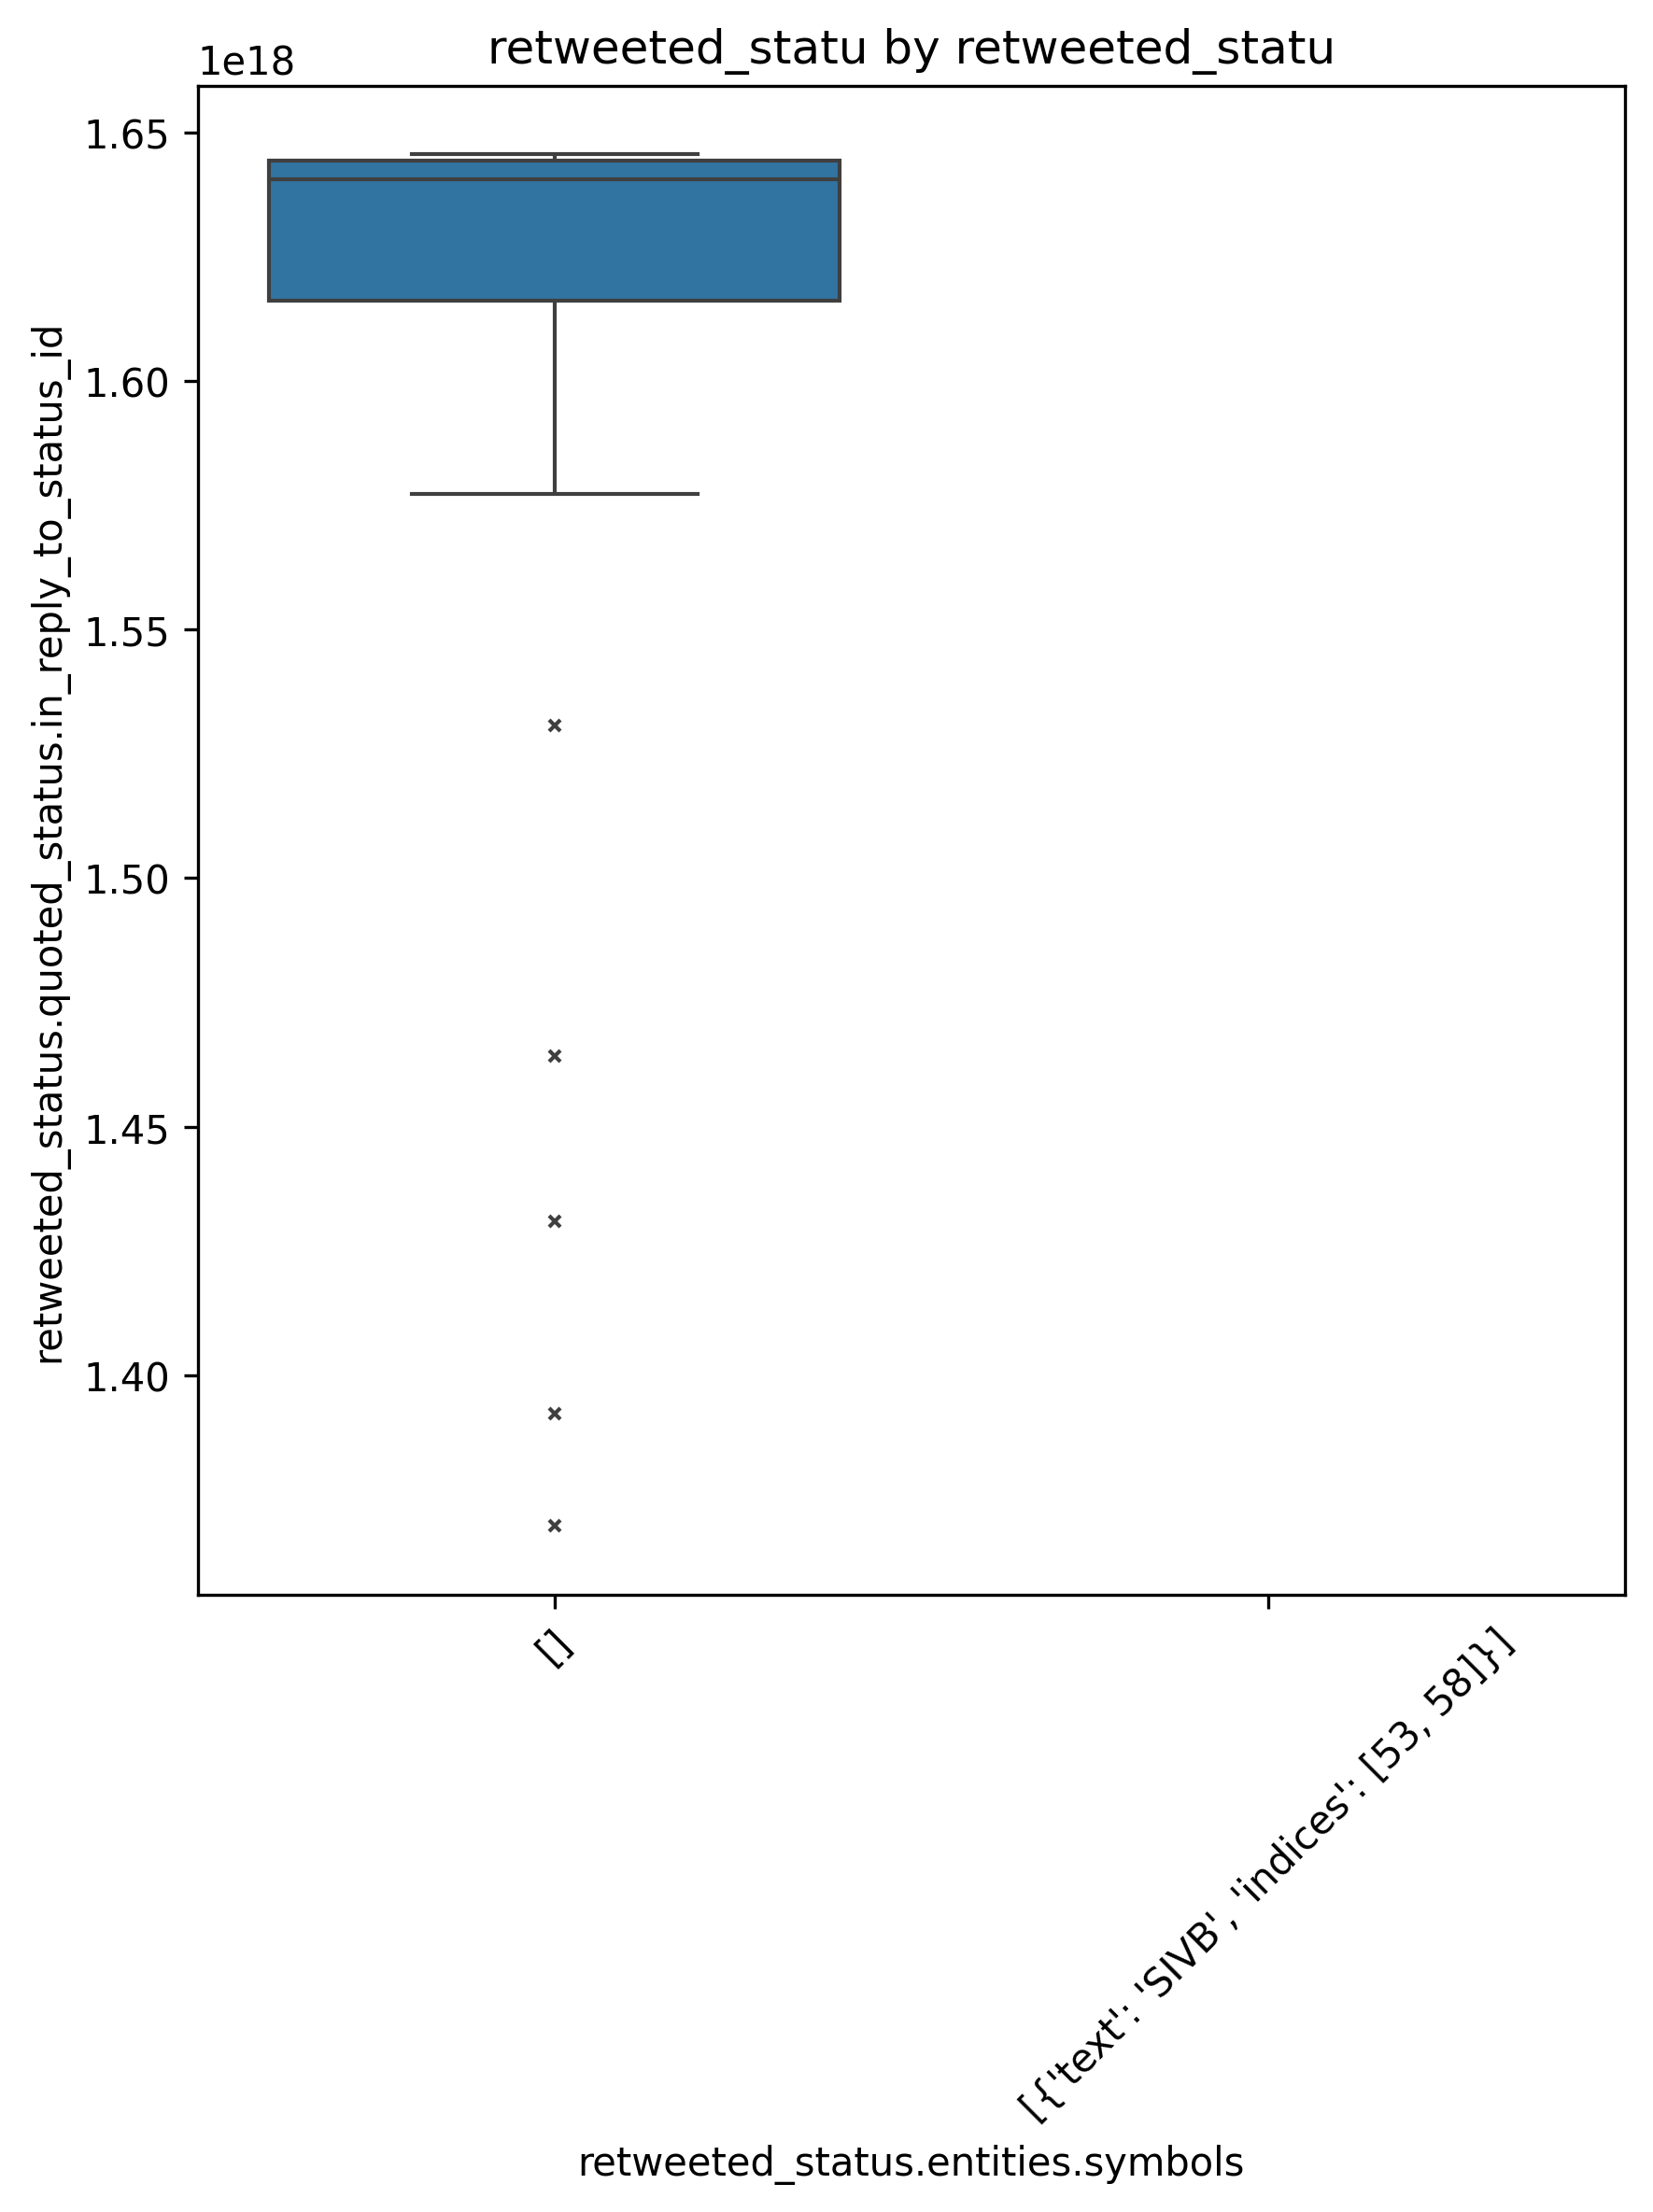 retweeted_statu by retweeted_statu
1e18
1.65
1.60
1.55
1.50
1.45
1.40
retweeted_status.quoted_status.in_reply_to_status_id
[]
[{'text': 'SIVB', 'indices': [53, 58]}]
retweeted_status.entities.symbols